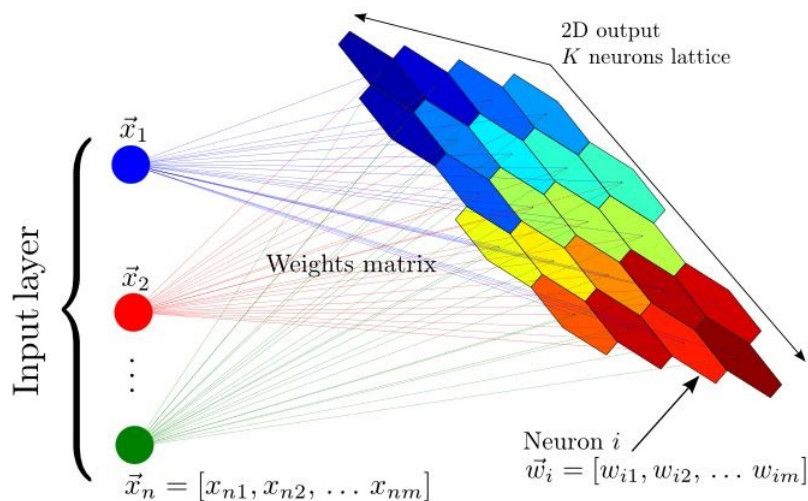 2D output
K neurons lattice
x⃗₁
Input layer
x⃗₂
Weights matrix
⋮
Neuron i
x⃗ₙ = [xₙ₁, xₙ₂, … xₙₘ]
w⃗ᵢ = [wᵢ₁, wᵢ₂, … wᵢₘ]